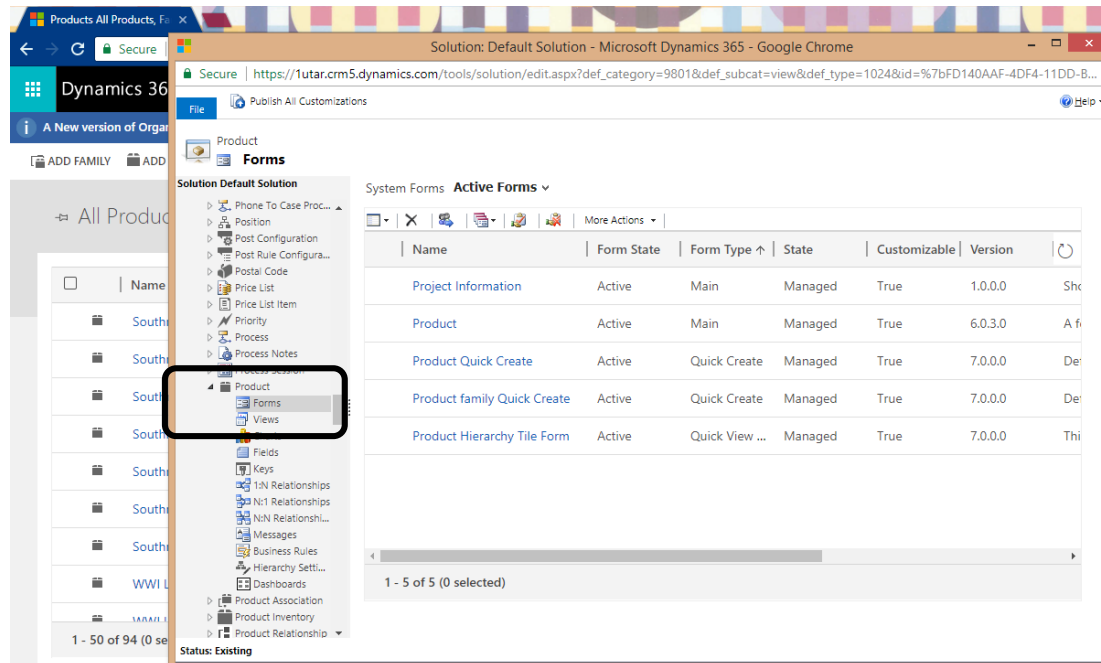 Products All Products, Fa
Solution: Default Solution - Microsoft Dynamics 365 - Google Chrome
Secure
Secure https://1utar.crm5.dynamics.com/tools/solution/edit.aspx?def_category=9801&def_subcat=view&def_type=1024&id=%7bFD140AAF-4DF4-11DD-B...
Dynamics 36
File Publish All Customizations Help
A New version of Organ
Product
Forms
ADD FAMILY ADD
Solution Default Solution
System Forms Active Forms
All Produc
Phone To Case Proc...
Position
Post Configuration
Post Rule Configura...
Postal Code
Price List
Price List Item
Priority
Process
Process Notes
Process Session
Product
Forms
Views
Charts
Fields
Keys
1:N Relationships
N:1 Relationships
N:N Relationshi...
Messages
Business Rules
Hierarchy Setti...
Dashboards
Product Association
Product Inventory
Product Relationship
More Actions
Name Form State Form Type State Customizable Version
Project Information Active Main Managed True 1.0.0.0 Sho
Product Active Main Managed True 6.0.3.0 A f
Product Quick Create Active Quick Create Managed True 7.0.0.0 De
Product family Quick Create Active Quick Create Managed True 7.0.0.0 De
Product Hierarchy Tile Form Active Quick View ... Managed True 7.0.0.0 Thi
1 - 5 of 5 (0 selected)
Name
South
South
South
South
South
South
South
WWI L
WWI L
1 - 50 of 94 (0 se
Status: Existing